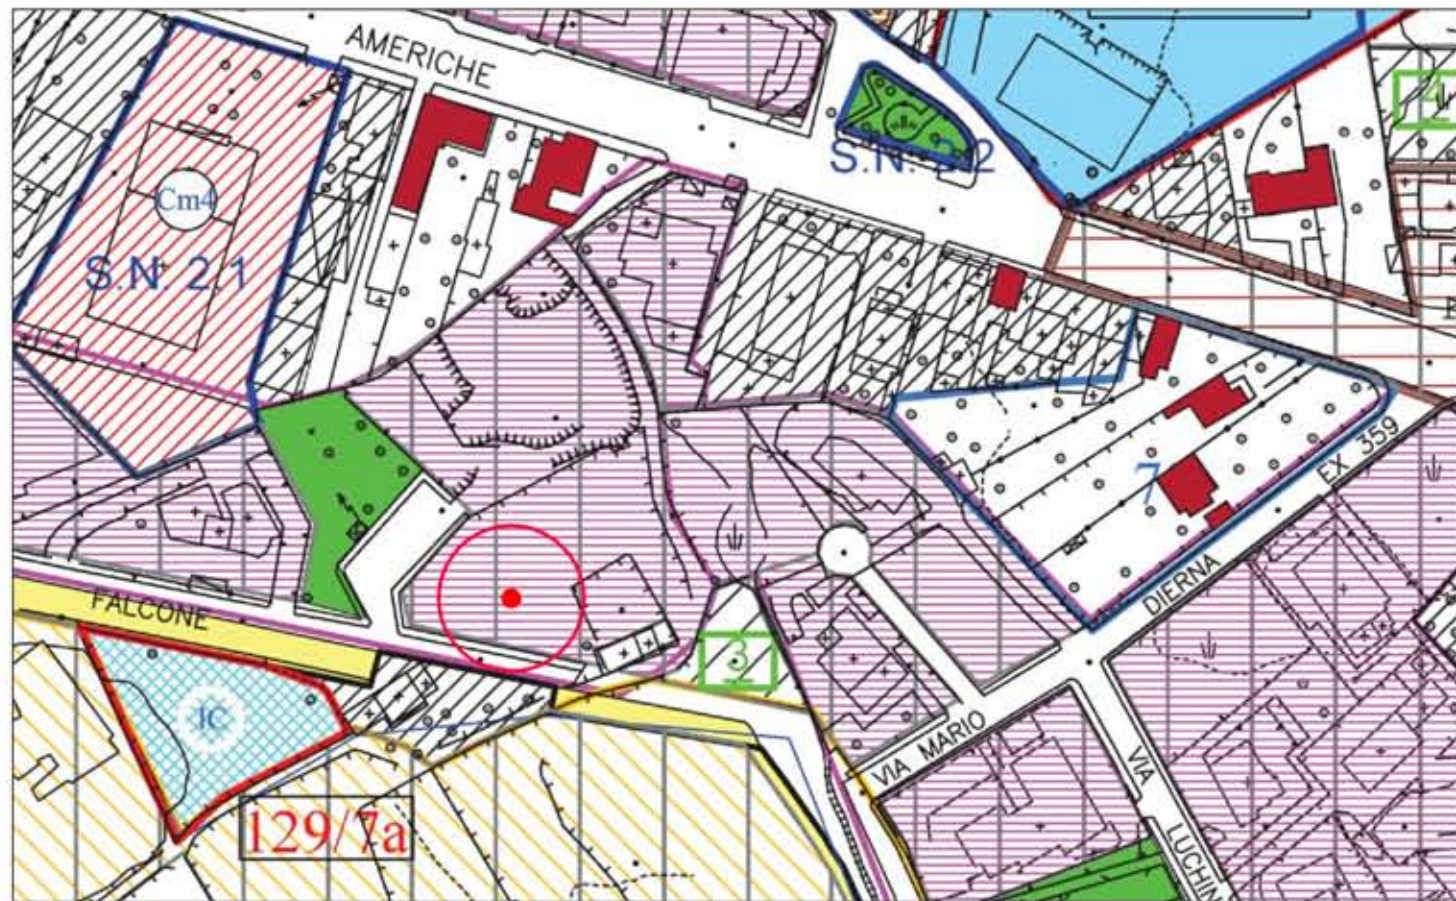 AMERICHE
Cm4
S.N. 2.1
S.N. 2.2
4
7
EX 359
DIERNA
FALCONE
3
IC
VIA MARIO
VIA
LUCHIN
129/7a